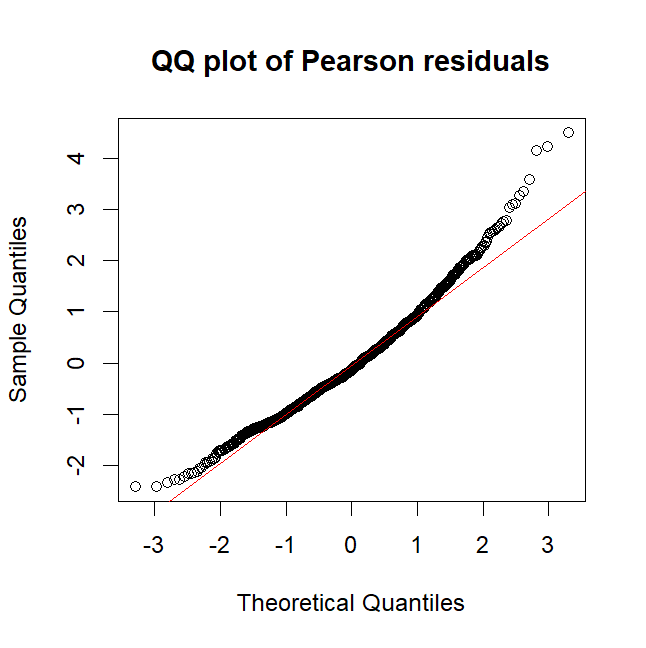 QQ plot of Pearson residuals
Sample Quantiles
4
3
2
1
0
-1
-2
-3 -2 -1 0 1 2 3
Theoretical Quantiles